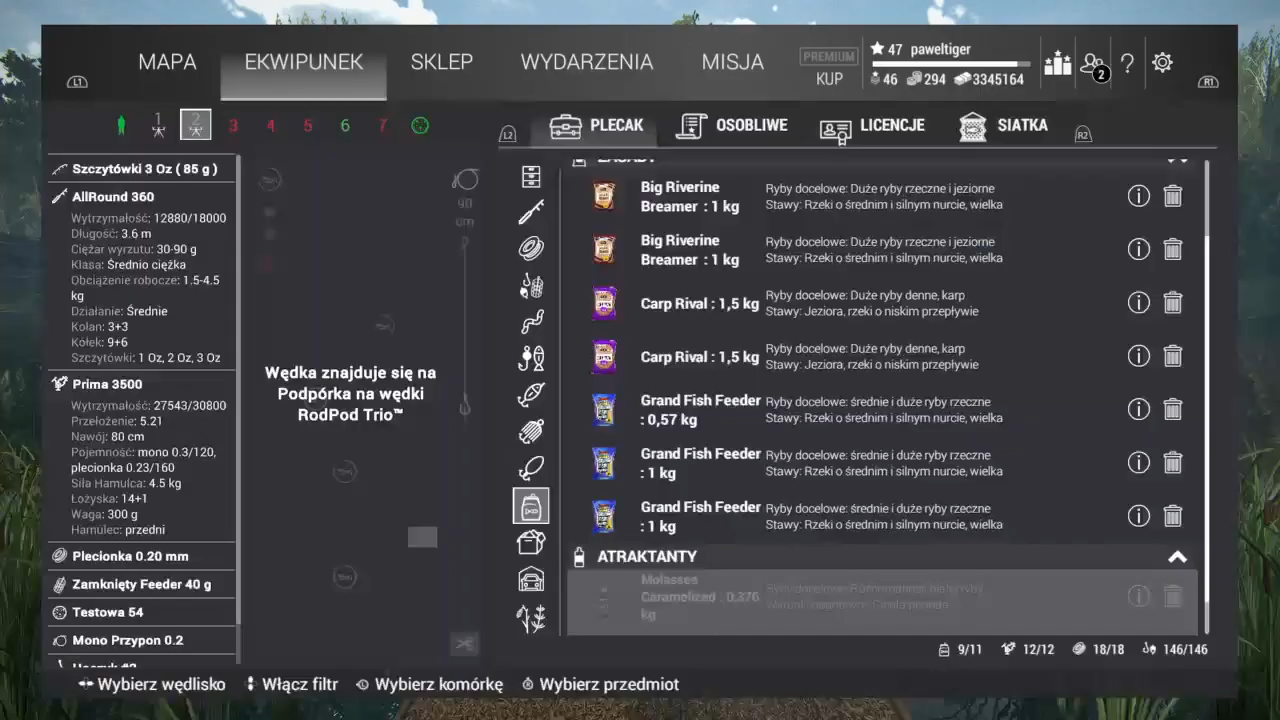 MAPA
EKWIPUNEK
SKLEP
WYDARZENIA
MISJA
PREMIUM
KUP
47 paweltiger
46 294 3345164
2
L1
R1
1 2 3 4 5 6 7
L2
PLECAK
OSOBLIWE
LICENCJE
SIATKA
R2
Szczytówki 3 Oz ( 85 g )
AllRound 360
Wytrzymałość: 12880/18000
Długość: 3.6 m
Ciężar wyrzutu: 30-90 g
Klasa: Średnio ciężka
Obciążenie robocze: 1.5-4.5
kg
Działanie: Średnie
Kolan: 3+3
Kółek: 9+6
Szczytówki: 1 Oz, 2 Oz, 3 Oz
Prima 3500
Wytrzymałość: 27543/30800
Przełożenie: 5.21
Nawój: 80 cm
Pojemność: mono 0.3/120,
plecionka 0.23/160
Siła Hamulca: 4.5 kg
Łożyska: 14+1
Waga: 300 g
Hamulec: przedni
Plecionka 0.20 mm
Zamknięty Feeder 40 g
Testowa 54
Mono Przypon 0.2
90
cm
Wędka znajduje się na
Podpórka na wędki
RodPod Trio™
Big Riverine
Breamer : 1 kg
Ryby docelowe: Duże ryby rzeczne i jeziorne
Stawy: Rzeki o średnim i silnym nurcie, wielka
Big Riverine
Breamer : 1 kg
Ryby docelowe: Duże ryby rzeczne i jeziorne
Stawy: Rzeki o średnim i silnym nurcie, wielka
Carp Rival : 1,5 kg
Ryby docelowe: Duże ryby denne, karp
Stawy: Jeziora, rzeki o niskim przepływie
Carp Rival : 1,5 kg
Ryby docelowe: Duże ryby denne, karp
Stawy: Jeziora, rzeki o niskim przepływie
Grand Fish Feeder
: 0,57 kg
Ryby docelowe: średnie i duże ryby rzeczne
Stawy: Rzeki o średnim i silnym nurcie, wielka
Grand Fish Feeder
: 1 kg
Ryby docelowe: średnie i duże ryby rzeczne
Stawy: Rzeki o średnim i silnym nurcie, wielka
Grand Fish Feeder
: 1 kg
Ryby docelowe: średnie i duże ryby rzeczne
Stawy: Rzeki o średnim i silnym nurcie, wielka
ATRAKTANTY
Molasses
Caramelized : 0,376
kg
9/11 12/12 18/18 146/146
Wybierz wędlisko
Włącz filtr
Wybierz komórkę
Wybierz przedmiot